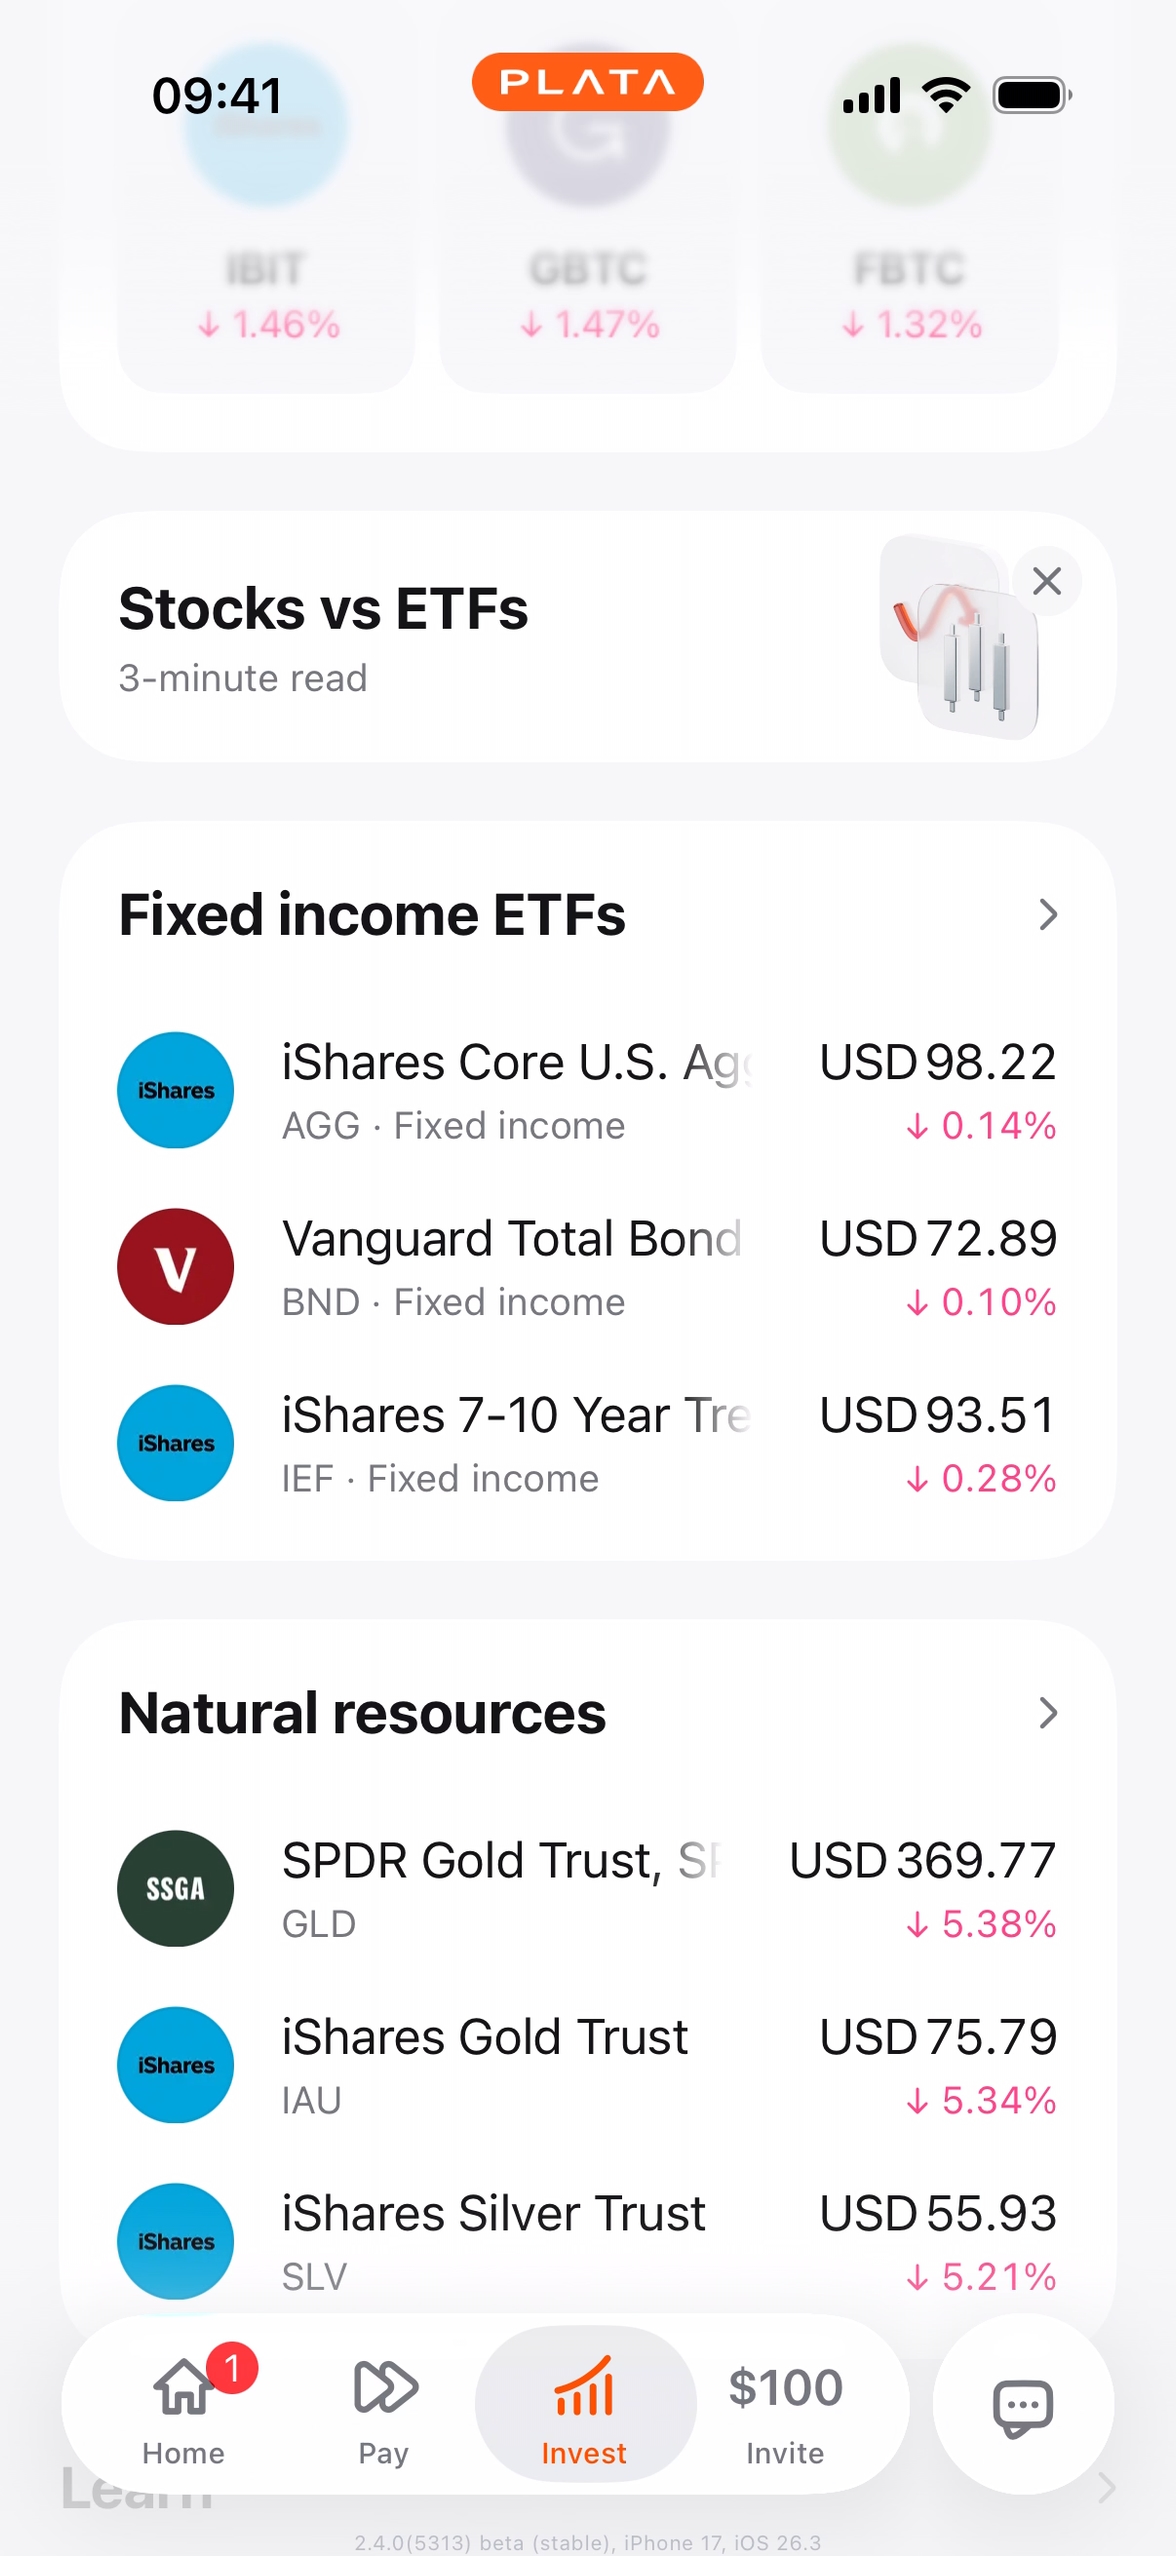 09:41
PLATA
iShares
G
IBIT
GBTC
FBTC
↓ 1.46%
↓ 1.47%
↓ 1.32%
Stocks vs ETFs
3-minute read
Fixed income ETFs
iShares
iShares Core U.S. Agg
USD 98.22
AGG · Fixed income
↓ 0.14%
V
Vanguard Total Bond
USD 72.89
BND · Fixed income
↓ 0.10%
iShares
iShares 7-10 Year Tre
USD 93.51
IEF · Fixed income
↓ 0.28%
Natural resources
SSGA
SPDR Gold Trust, SP
USD 369.77
GLD
↓ 5.38%
iShares
iShares Gold Trust
USD 75.79
IAU
↓ 5.34%
iShares
iShares Silver Trust
USD 55.93
SLV
↓ 5.21%
1
$100
Home
Pay
Invest
Invite
Learn
2.4.0(5313) beta (stable), iPhone 17, iOS 26.3